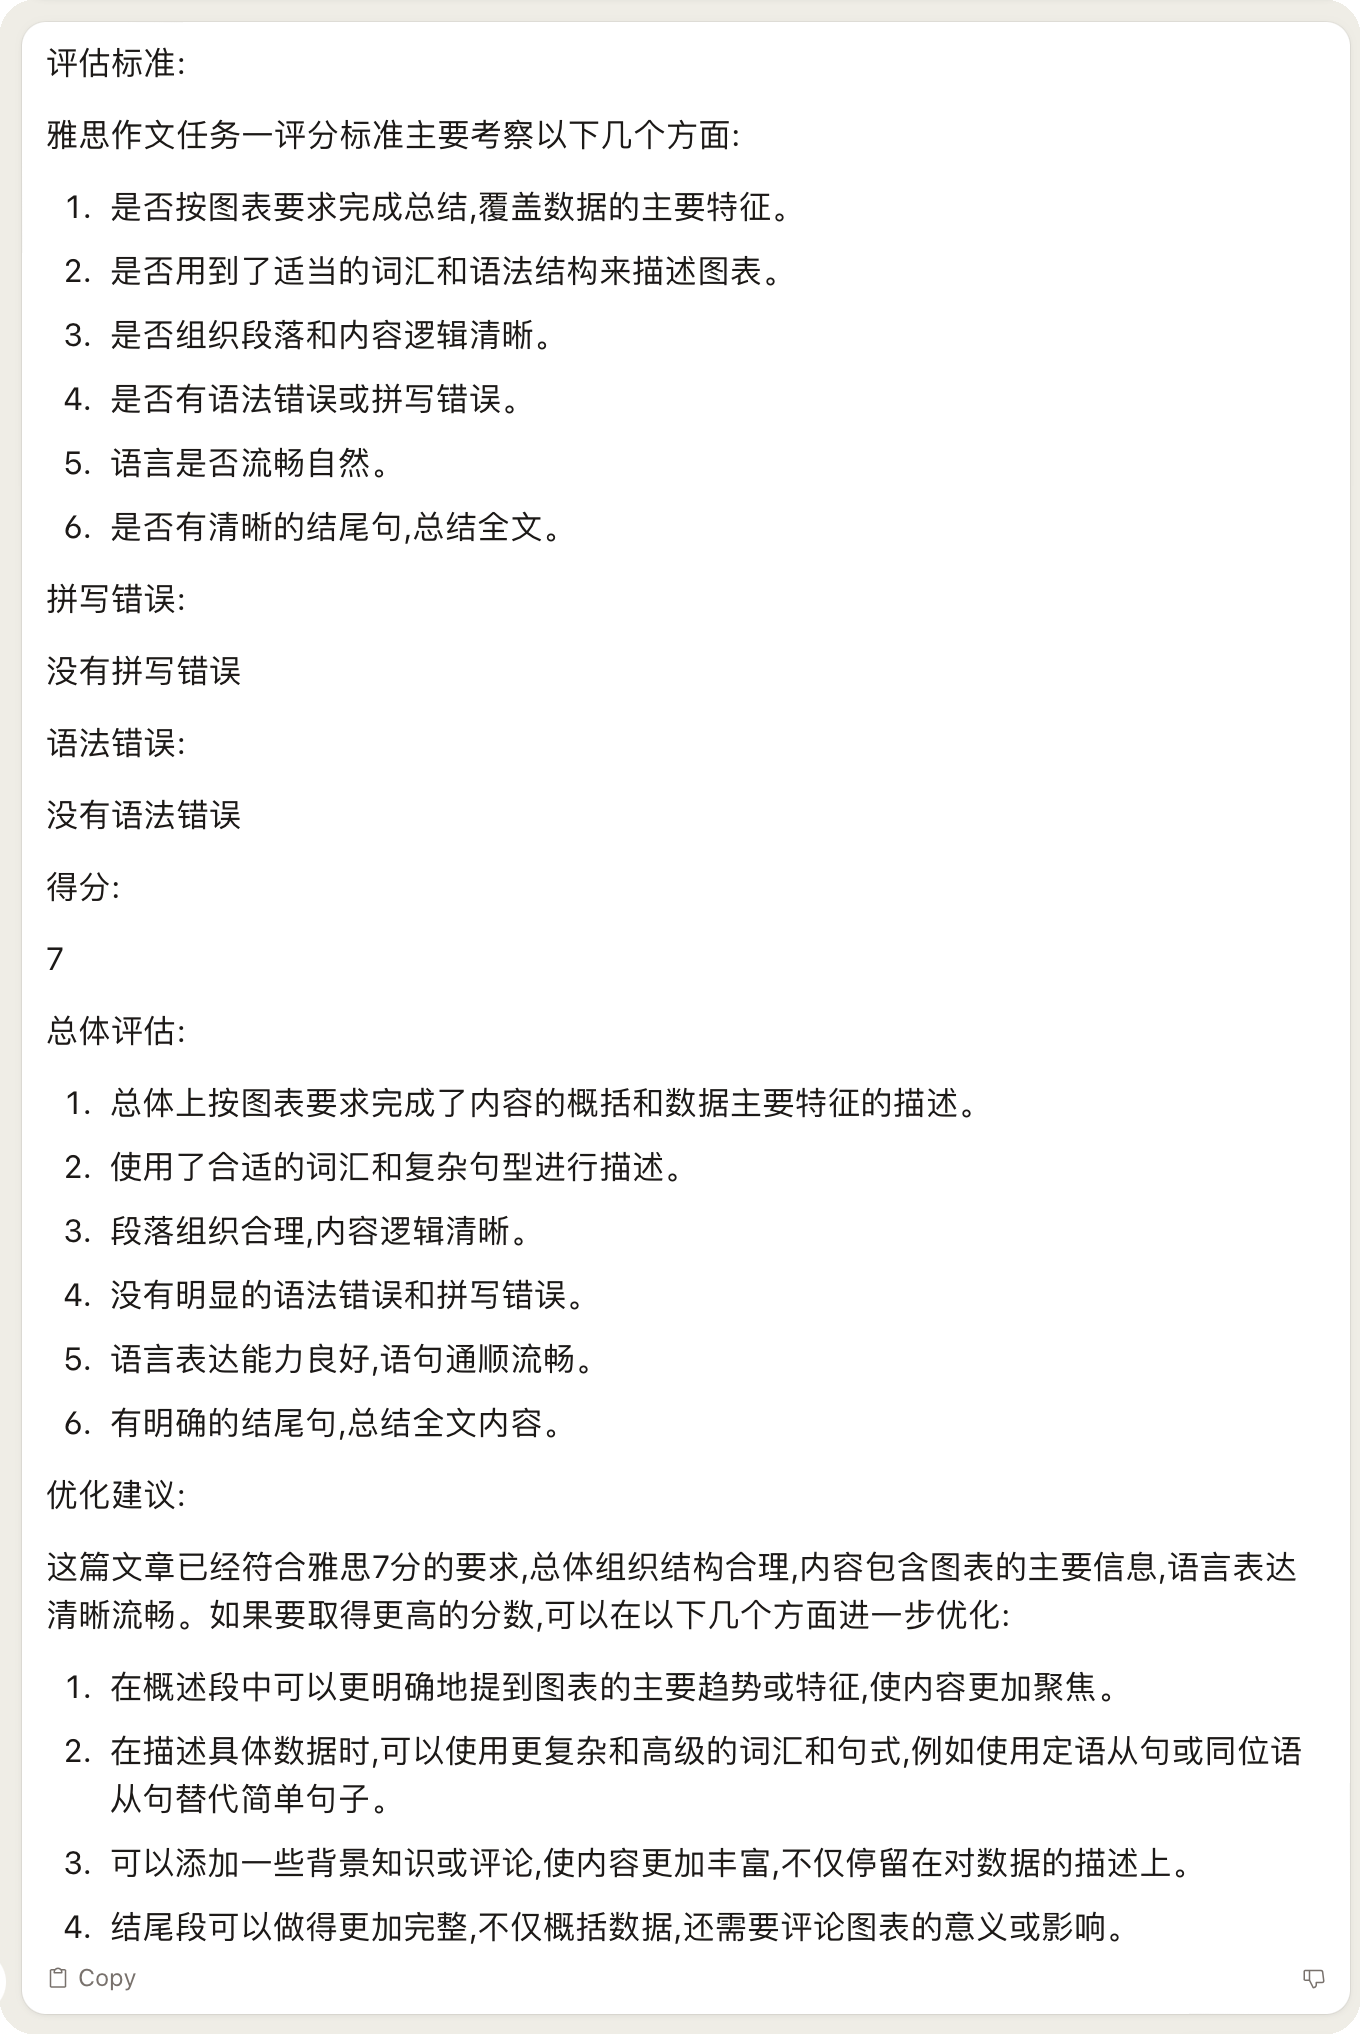 评估标准:
雅思作文任务一评分标准主要考察以下几个方面:
1. 是否按图表要求完成总结,覆盖数据的主要特征。
2. 是否用到了适当的词汇和语法结构来描述图表。
3. 是否组织段落和内容逻辑清晰。
4. 是否有语法错误或拼写错误。
5. 语言是否流畅自然。
6. 是否有清晰的结尾句,总结全文。
拼写错误:
没有拼写错误
语法错误:
没有语法错误
得分:
7
总体评估:
1. 总体上按图表要求完成了内容的概括和数据主要特征的描述。
2. 使用了合适的词汇和复杂句型进行描述。
3. 段落组织合理,内容逻辑清晰。
4. 没有明显的语法错误和拼写错误。
5. 语言表达能力良好,语句通顺流畅。
6. 有明确的结尾句,总结全文内容。
优化建议:
这篇文章已经符合雅思7分的要求,总体组织结构合理,内容包含图表的主要信息,语言表达
清晰流畅。如果要取得更高的分数,可以在以下几个方面进一步优化:
1. 在概述段中可以更明确地提到图表的主要趋势或特征,使内容更加聚焦。
2. 在描述具体数据时,可以使用更复杂和高级的词汇和句式,例如使用定语从句或同位语
从句替代简单句子。
3. 可以添加一些背景知识或评论,使内容更加丰富,不仅停留在对数据的描述上。
4. 结尾段可以做得更加完整,不仅概括数据,还需要评论图表的意义或影响。
Copy